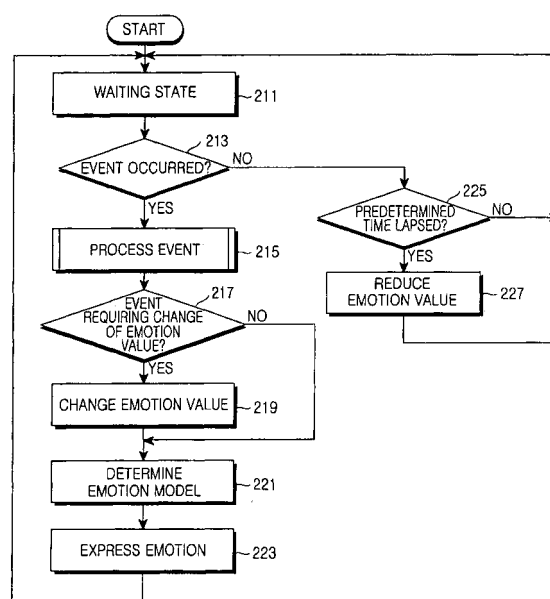 START
WAITING STATE
211
213
EVENT OCCURRED?
NO
YES
225
PREDETERMINED
TIME LAPSED?
NO
YES
PROCESS EVENT
215
217
EVENT
REQUIRING CHANGE
OF EMOTION
VALUE?
NO
YES
REDUCE
EMOTION VALUE
227
CHANGE EMOTION VALUE
219
DETERMINE
EMOTION MODEL
221
EXPRESS EMOTION
223